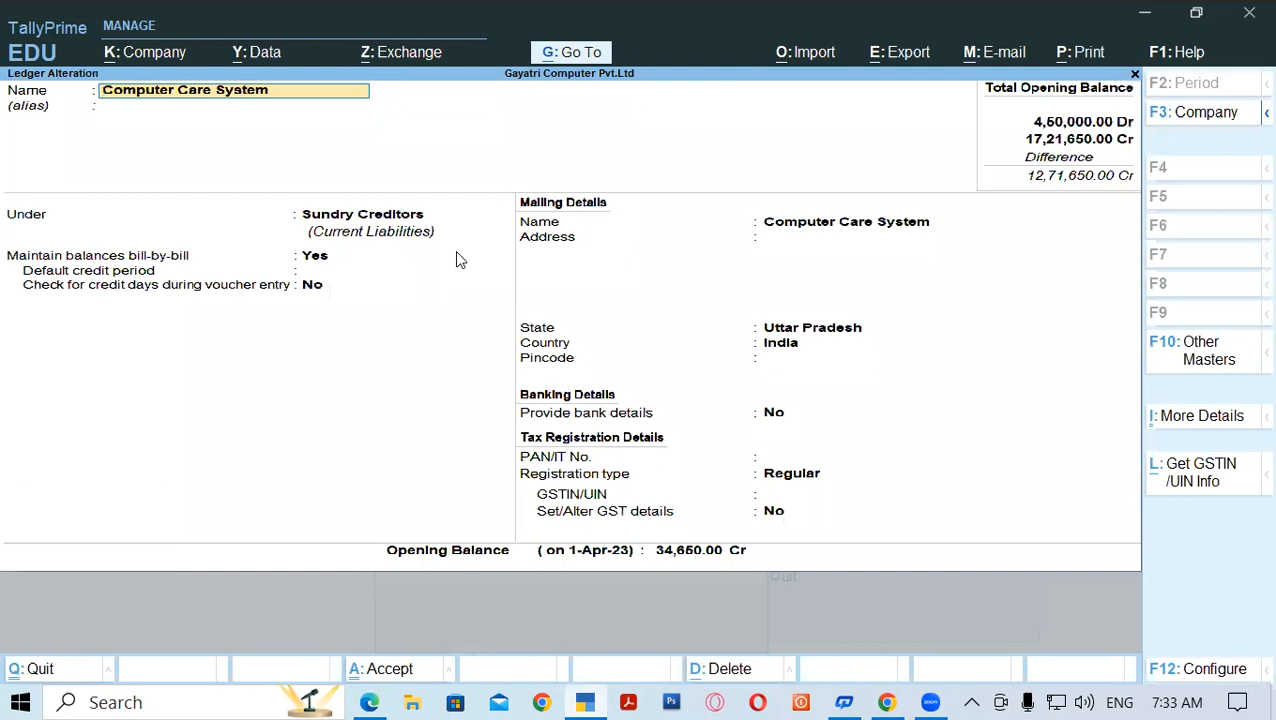 TallyPrime
EDU
MANAGE
K: Company
Y: Data
Z: Exchange
G: Go To
O: Import
E: Export
M: E-mail
P: Print
F1: Help
Ledger Alteration
Gayatri Computer Pvt.Ltd
Name : Computer Care System
(alias) :
Total Opening Balance
4,50,000.00 Dr
17,21,650.00 Cr
Difference
12,71,650.00 Cr
Under : Sundry Creditors
(Current Liabilities)
Maintain balances bill-by-bill : Yes
Default credit period :
Check for credit days during voucher entry : No
Mailing Details
Name : Computer Care System
Address :
State : Uttar Pradesh
Country : India
Pincode :
Banking Details
Provide bank details : No
Tax Registration Details
PAN/IT No. :
Registration type : Regular
GSTIN/UIN :
Set/Alter GST details : No
Opening Balance ( on 1-Apr-23) : 34,650.00 Cr
F2: Period
F3: Company
F4
F5
F6
F7
F8
F9
F10: Other
Masters
I: More Details
L: Get GSTIN
/UIN Info
Quit
Q: Quit
A: Accept
D: Delete
F12: Configure
Search
Ps
ENG
7:33 AM